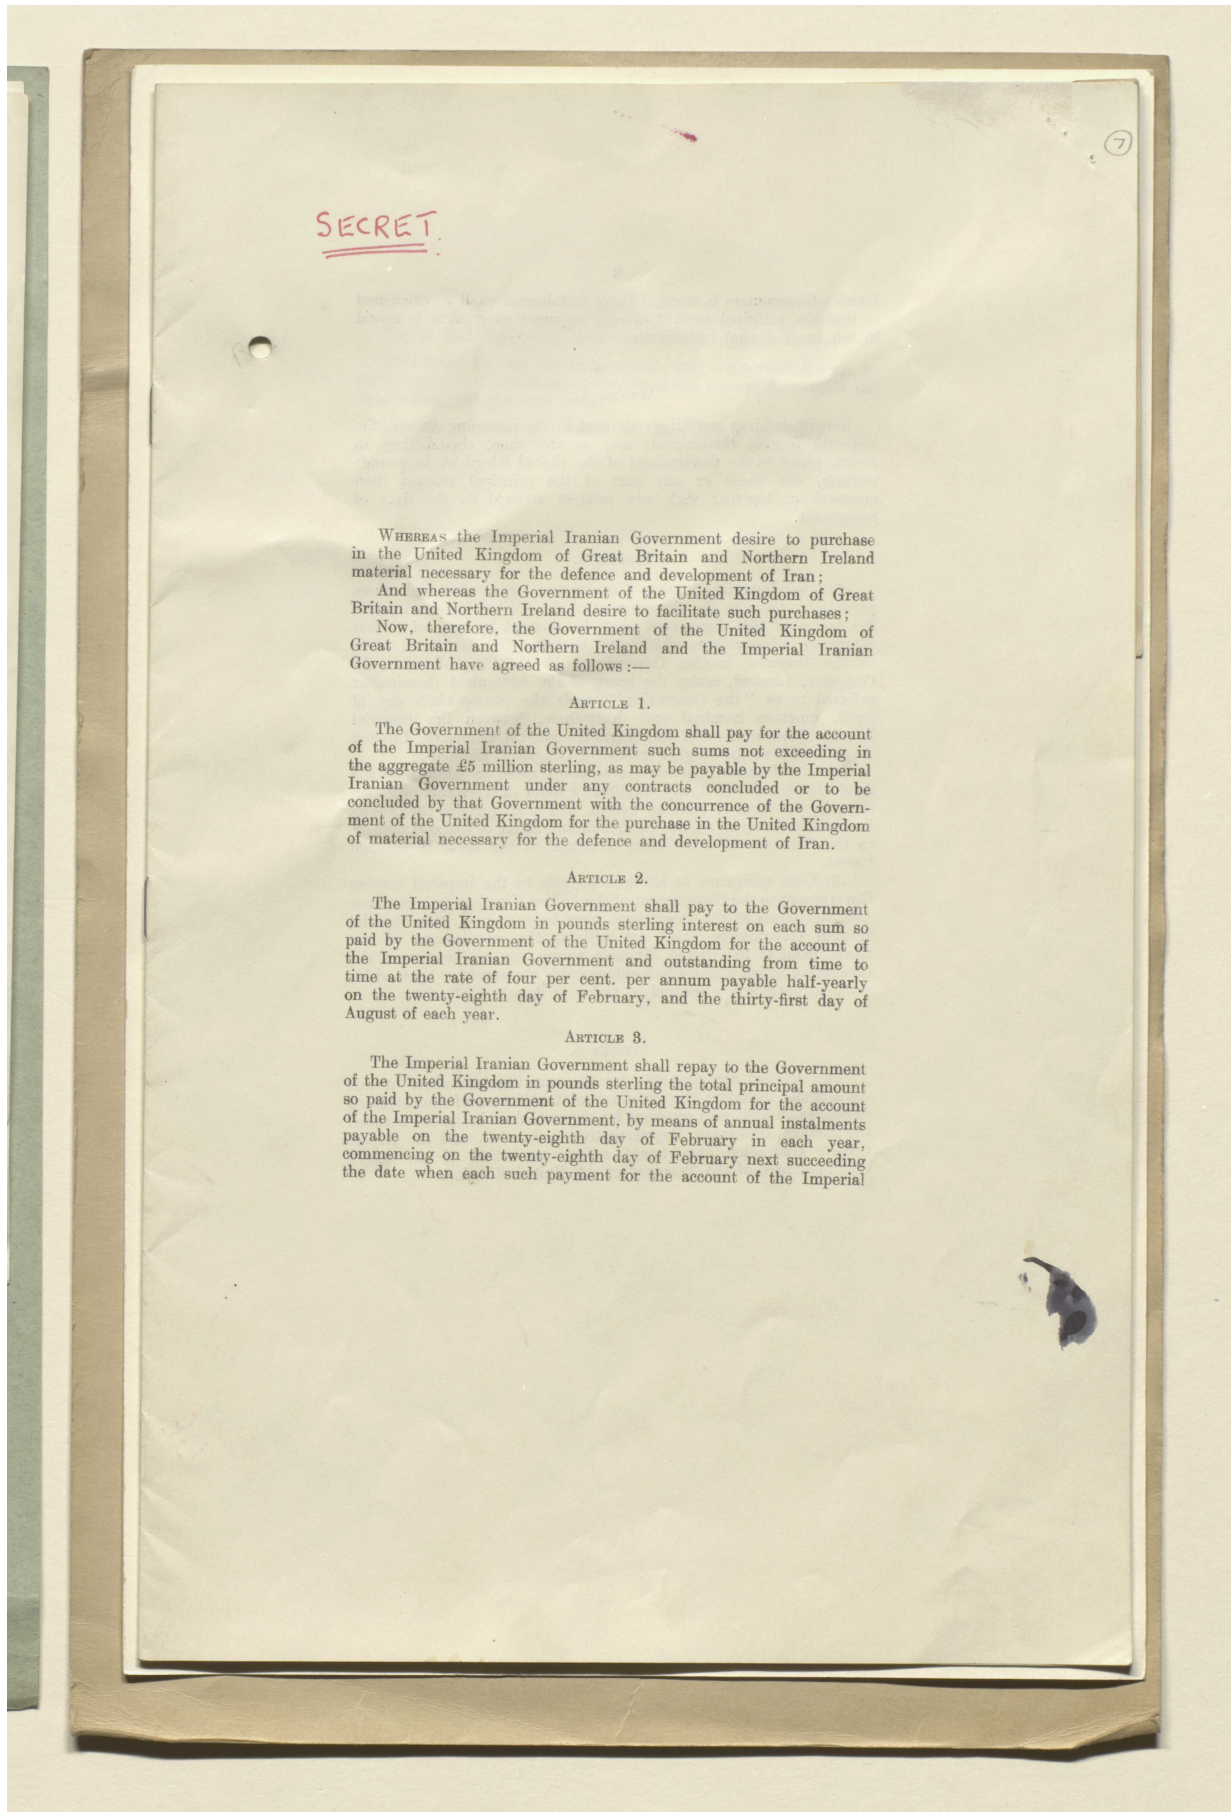 7
SECRET.
WHEREAS the Imperial Iranian Government desire to purchase
in the United Kingdom of Great Britain and Northern Ireland
material necessary for the defence and development of Iran;
And whereas the Government of the United Kingdom of Great
Britain and Northern Ireland desire to facilitate such purchases;
Now, therefore, the Government of the United Kingdom of
Great Britain and Northern Ireland and the Imperial Iranian
Government have agreed as follows:—
ARTICLE 1.
The Government of the United Kingdom shall pay for the account
of the Imperial Iranian Government such sums not exceeding in
the aggregate £5 million sterling, as may be payable by the Imperial
Iranian Government under any contracts concluded or to be
concluded by that Government with the concurrence of the Govern-
ment of the United Kingdom for the purchase in the United Kingdom
of material necessary for the defence and development of Iran.
ARTICLE 2.
The Imperial Iranian Government shall pay to the Government
of the United Kingdom in pounds sterling interest on each sum so
paid by the Government of the United Kingdom for the account of
the Imperial Iranian Government and outstanding from time to
time at the rate of four per cent. per annum payable half-yearly
on the twenty-eighth day of February, and the thirty-first day of
August of each year.
ARTICLE 3.
The Imperial Iranian Government shall repay to the Government
of the United Kingdom in pounds sterling the total principal amount
so paid by the Government of the United Kingdom for the account
of the Imperial Iranian Government, by means of annual instalments
payable on the twenty-eighth day of February in each year,
commencing on the twenty-eighth day of February next succeeding
the date when each such payment for the account of the Imperial